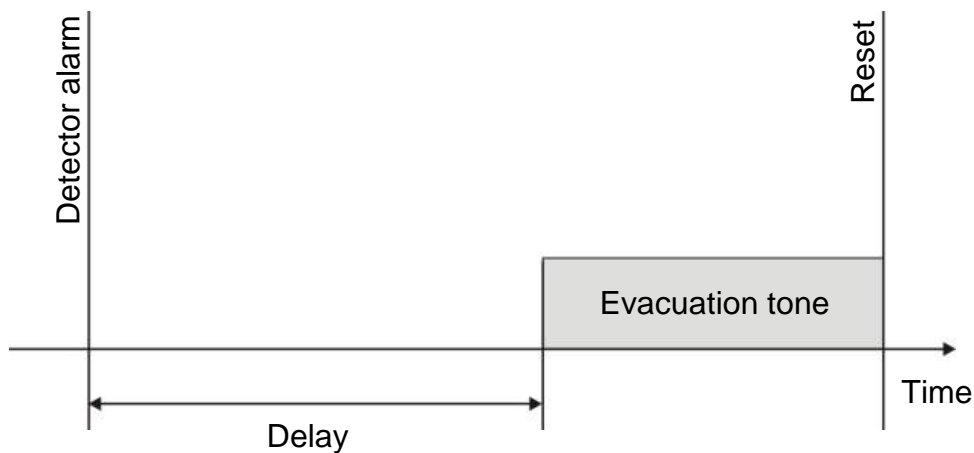 Detector alarm
Reset
Evacuation tone
Time
Delay